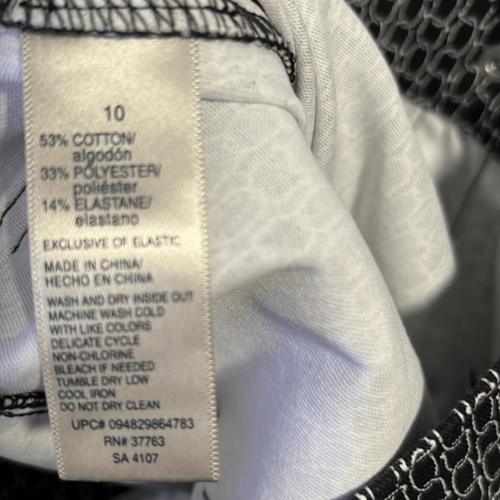 10
53% COTTON/
algodón
33% POLYESTER/
poliéster
14% ELASTANE/
elastano
EXCLUSIVE OF ELASTIC
MADE IN CHINA/
HECHO EN CHINA
WASH AND DRY INSIDE OUT
MACHINE WASH COLD
WITH LIKE COLORS
DELICATE CYCLE
NON-CHLORINE
BLEACH IF NEEDED
TUMBLE DRY LOW
COOL IRON
DO NOT DRY CLEAN
UPC# 094829864783
RN# 37763
SA 4107